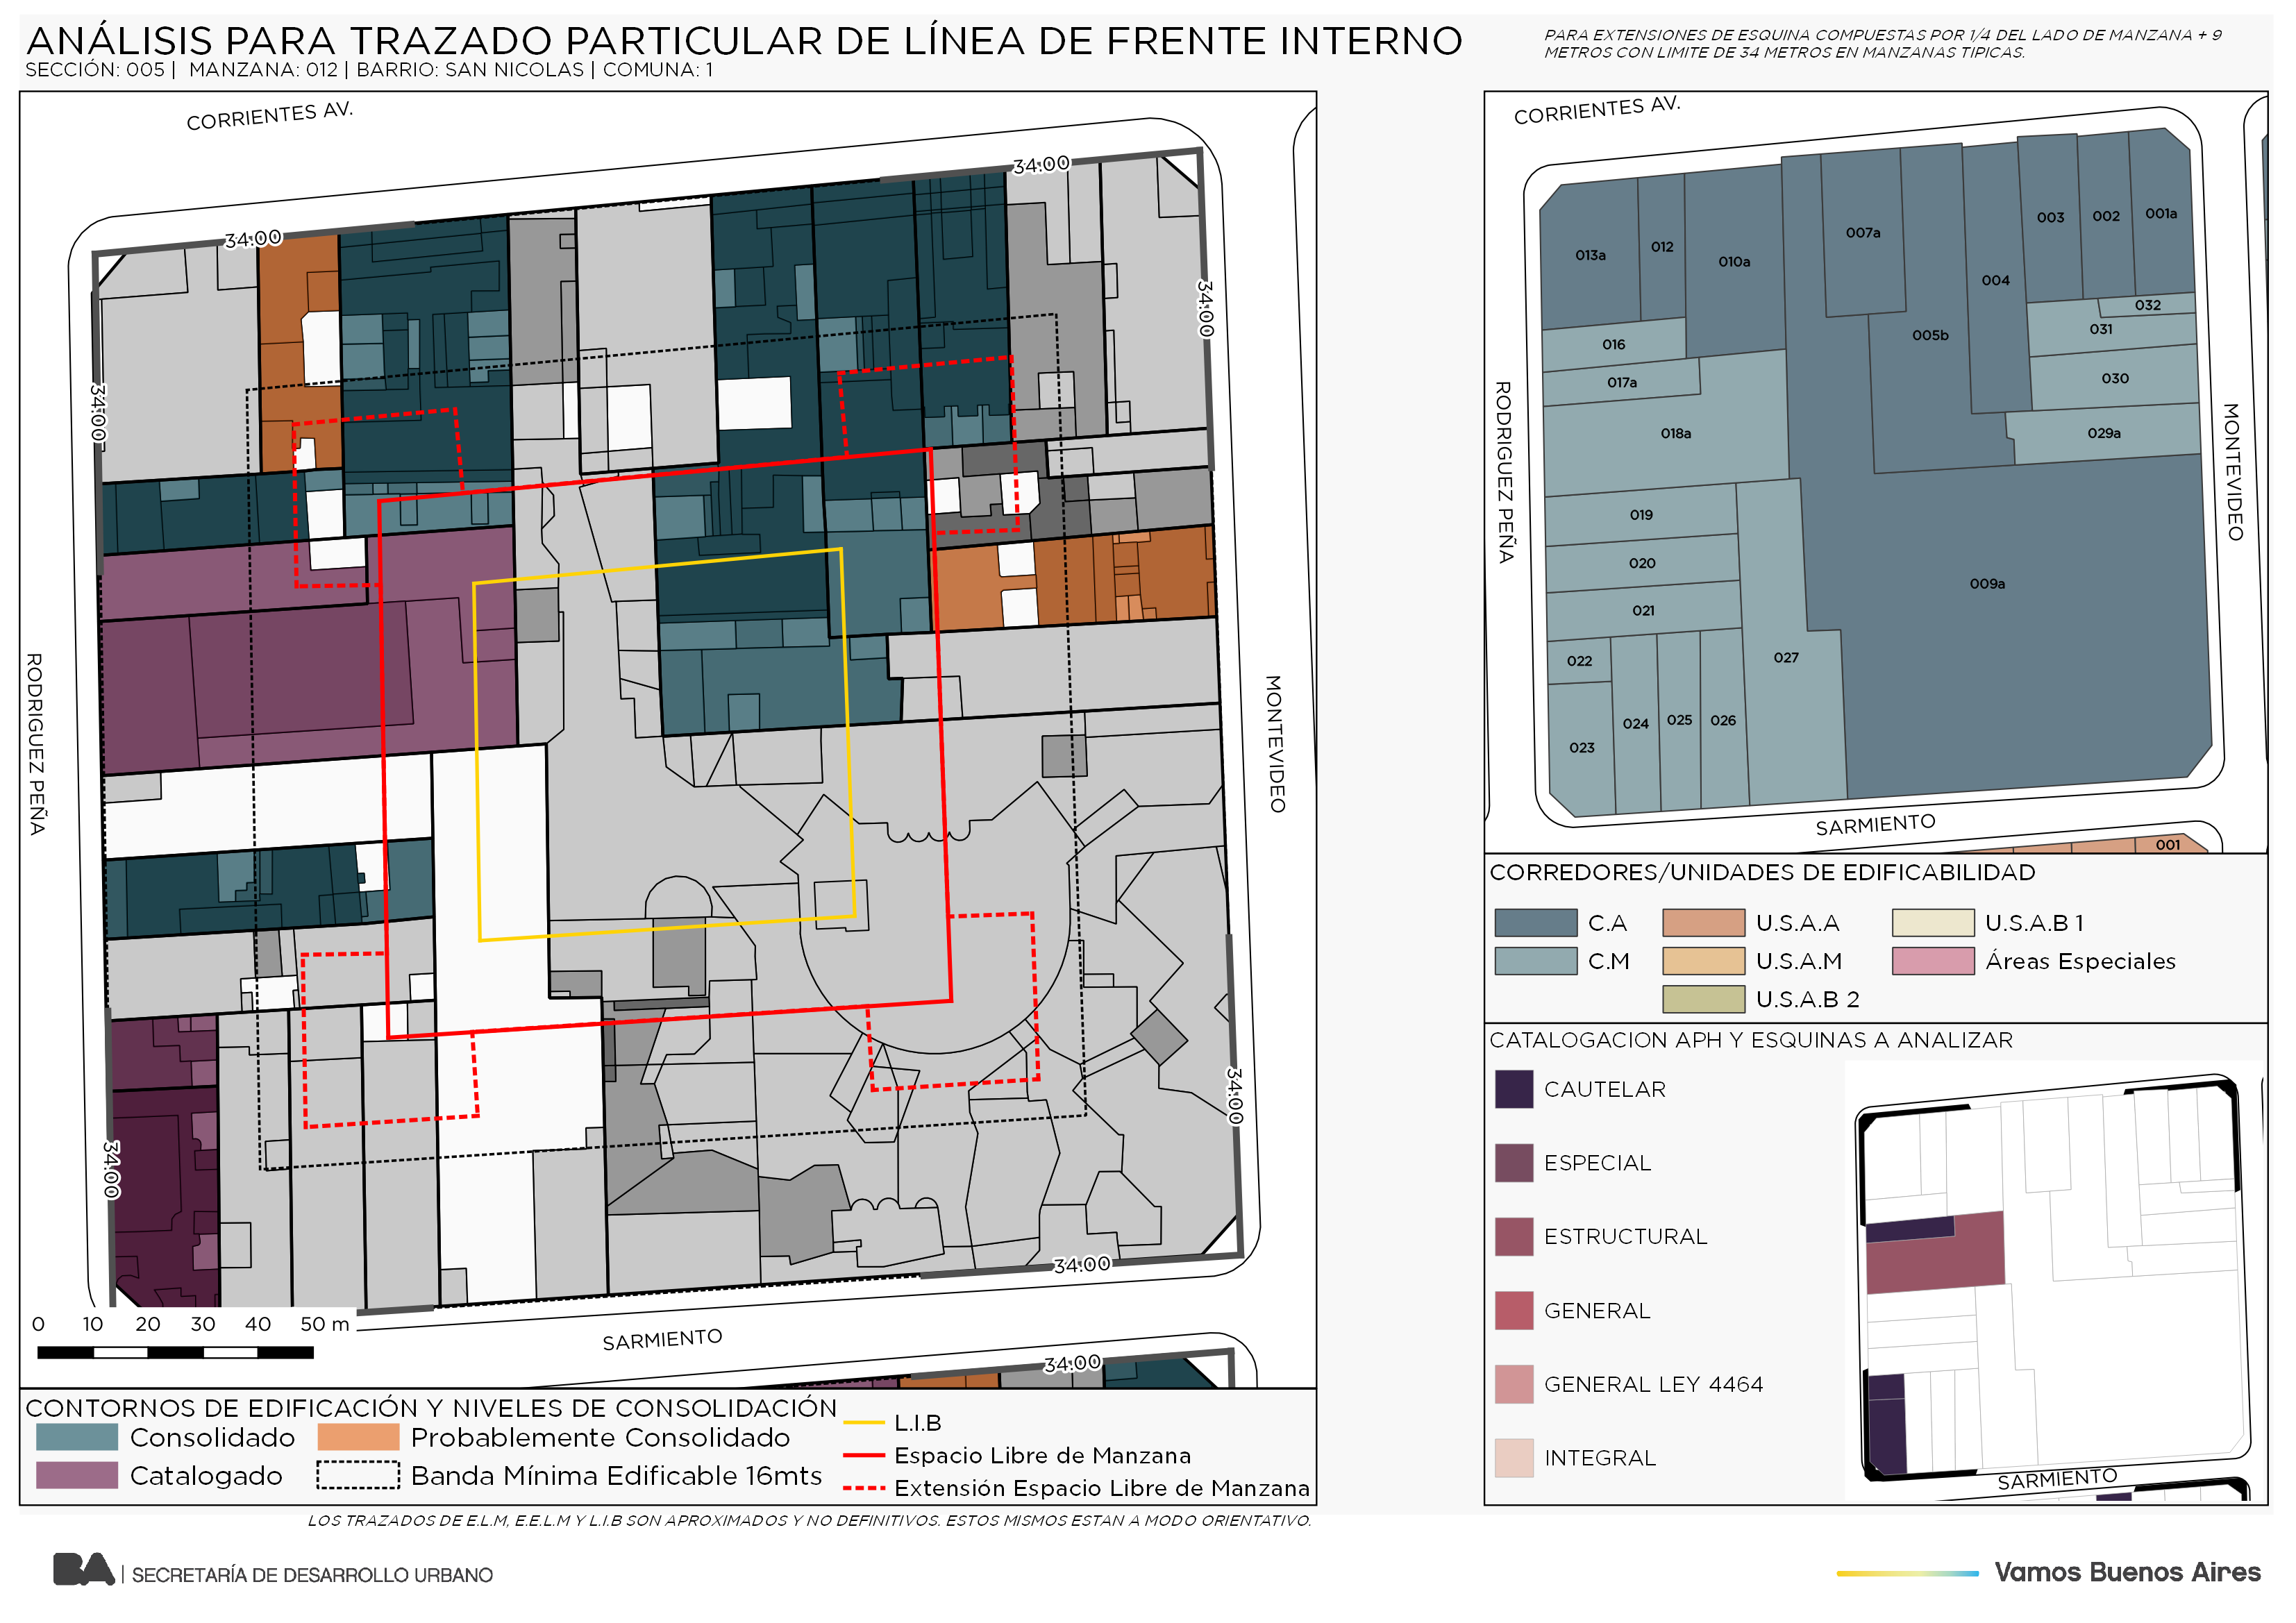 ANÁLISIS PARA TRAZADO PARTICULAR DE LÍNEA DE FRENTE INTERNO
SECCIÓN: 005 | MANZANA: 012 | BARRIO: SAN NICOLAS | COMUNA: 1
PARA EXTENSIONES DE ESQUINA COMPUESTAS POR 1/4 DEL LADO DE MANZANA + 9
METROS CON LIMITE DE 34 METROS EN MANZANAS TIPICAS.
CORRIENTES AV.
34.00
34.00
34.00
34.00
RODRIGUEZ PEÑA
MONTEVIDEO
34.00
34.00
34.00
SARMIENTO
34.00
0 10 20 30 40 50 m
CONTORNOS DE EDIFICACIÓN Y NIVELES DE CONSOLIDACIÓN
Consolidado
Probablemente Consolidado
Catalogado
Banda Mínima Edificable 16mts
L.I.B
Espacio Libre de Manzana
Extensión Espacio Libre de Manzana
LOS TRAZADOS DE E.L.M, E.E.L.M Y L.I.B SON APROXIMADOS Y NO DEFINITIVOS. ESTOS MISMOS ESTAN A MODO ORIENTATIVO.
CORRIENTES AV.
RODRIGUEZ PEÑA
MONTEVIDEO
013a
012
010a
007a
003
002
001a
004
005b
032
031
030
029a
016
017a
018a
019
020
021
022
023
024
025
026
027
009a
SARMIENTO
001
CORREDORES/UNIDADES DE EDIFICABILIDAD
C.A
U.S.A.A
U.S.A.B 1
C.M
U.S.A.M
Áreas Especiales
U.S.A.B 2
CATALOGACION APH Y ESQUINAS A ANALIZAR
CAUTELAR
ESPECIAL
ESTRUCTURAL
GENERAL
GENERAL LEY 4464
INTEGRAL
SARMIENTO
BA | SECRETARÍA DE DESARROLLO URBANO
Vamos Buenos Aires